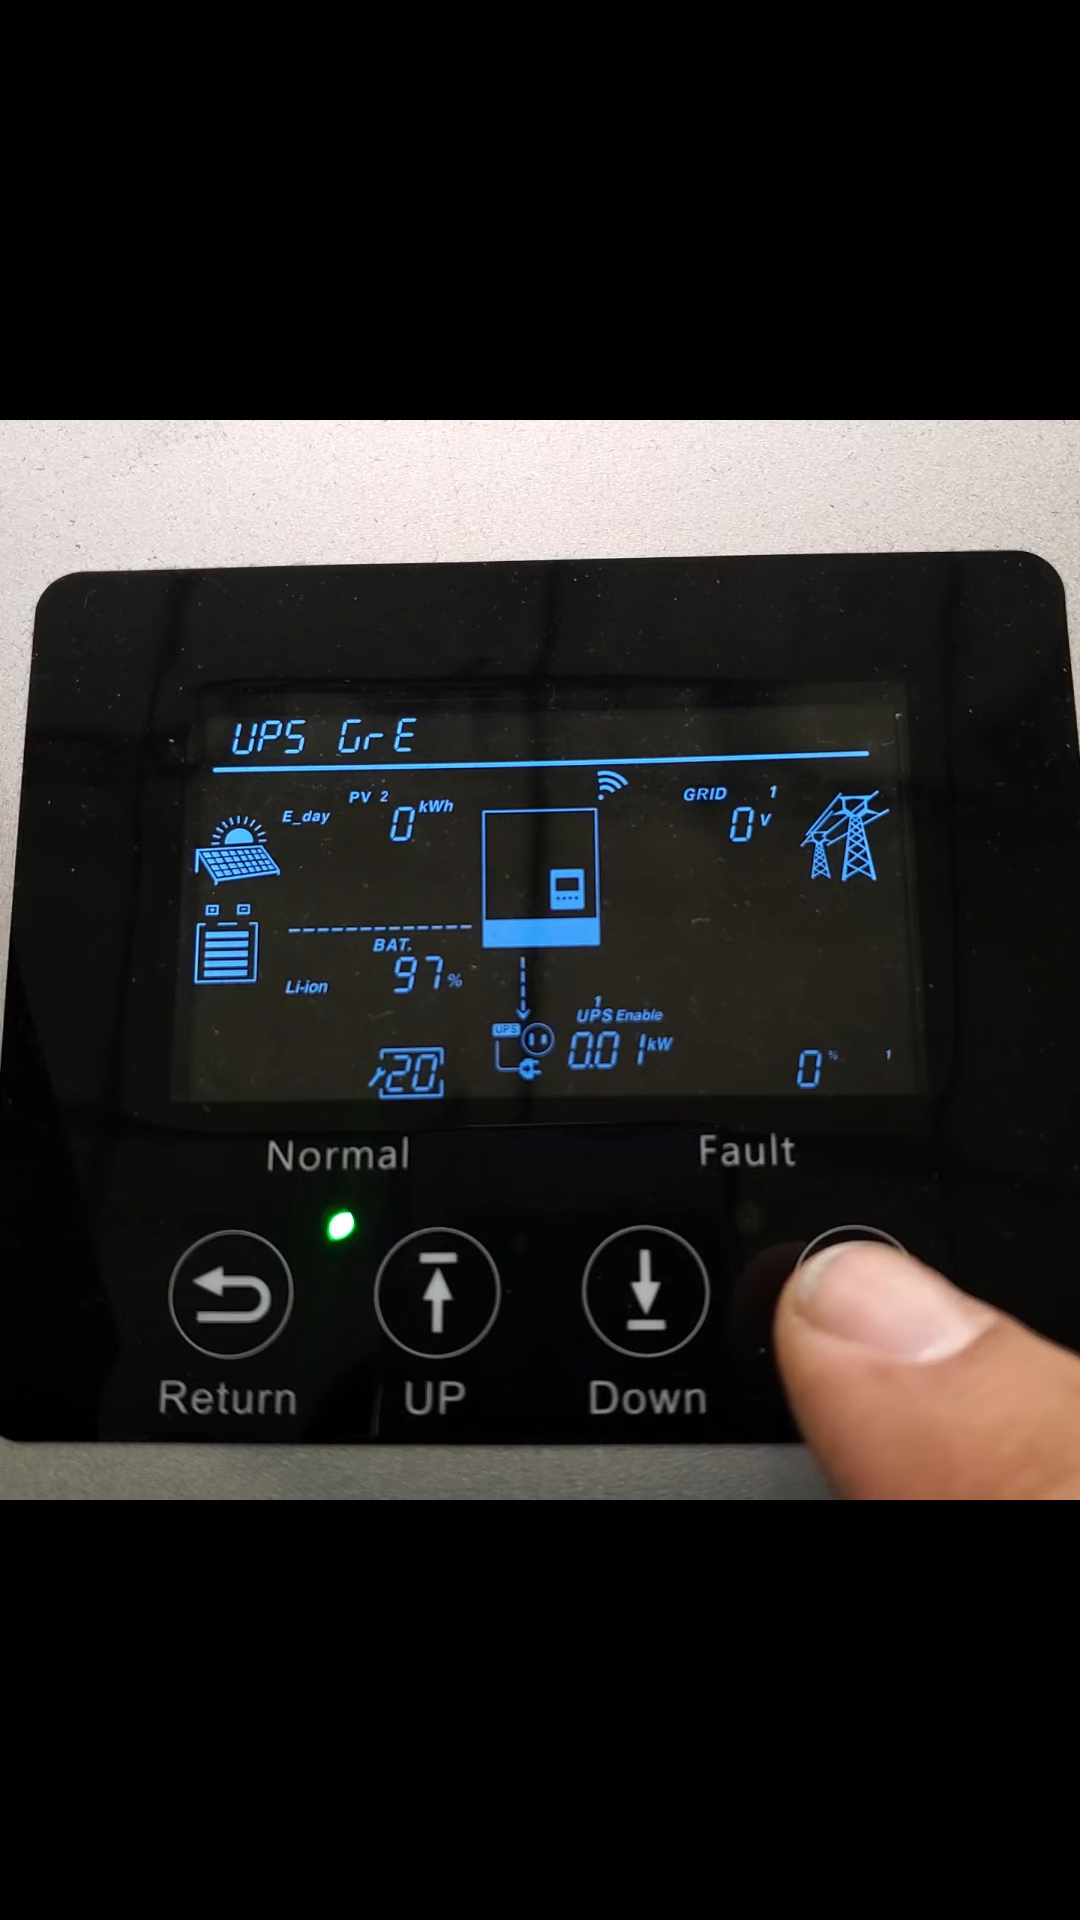 UPS GrE
PV 2
E_day 0 kWh
GRID 1
0 V
BAT.
Li-ion 97%
1
UPS UPS Enable
0.01 kW
20
0% 1
Normal Fault
Return UP Down